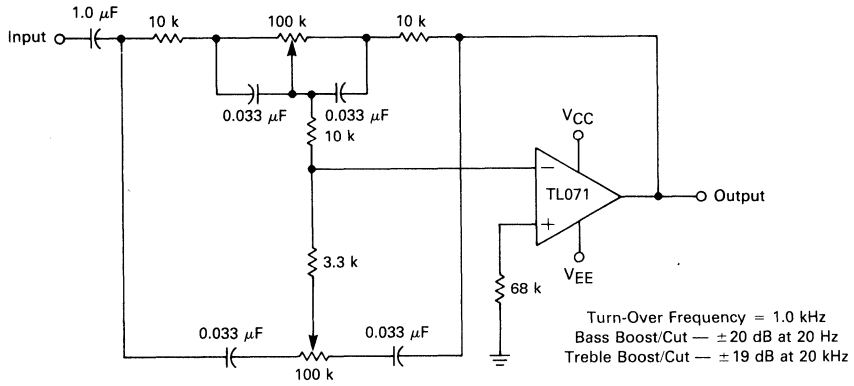 1.0 µF
10 k
100 k
10 k
Input
0.033 µF
0.033 µF
10 k
VCC
TL071
Output
3.3 k
VEE
68 k
0.033 µF
0.033 µF
100 k
Turn-Over Frequency = 1.0 kHz
Bass Boost/Cut — ±20 dB at 20 Hz
Treble Boost/Cut — ±19 dB at 20 kHz